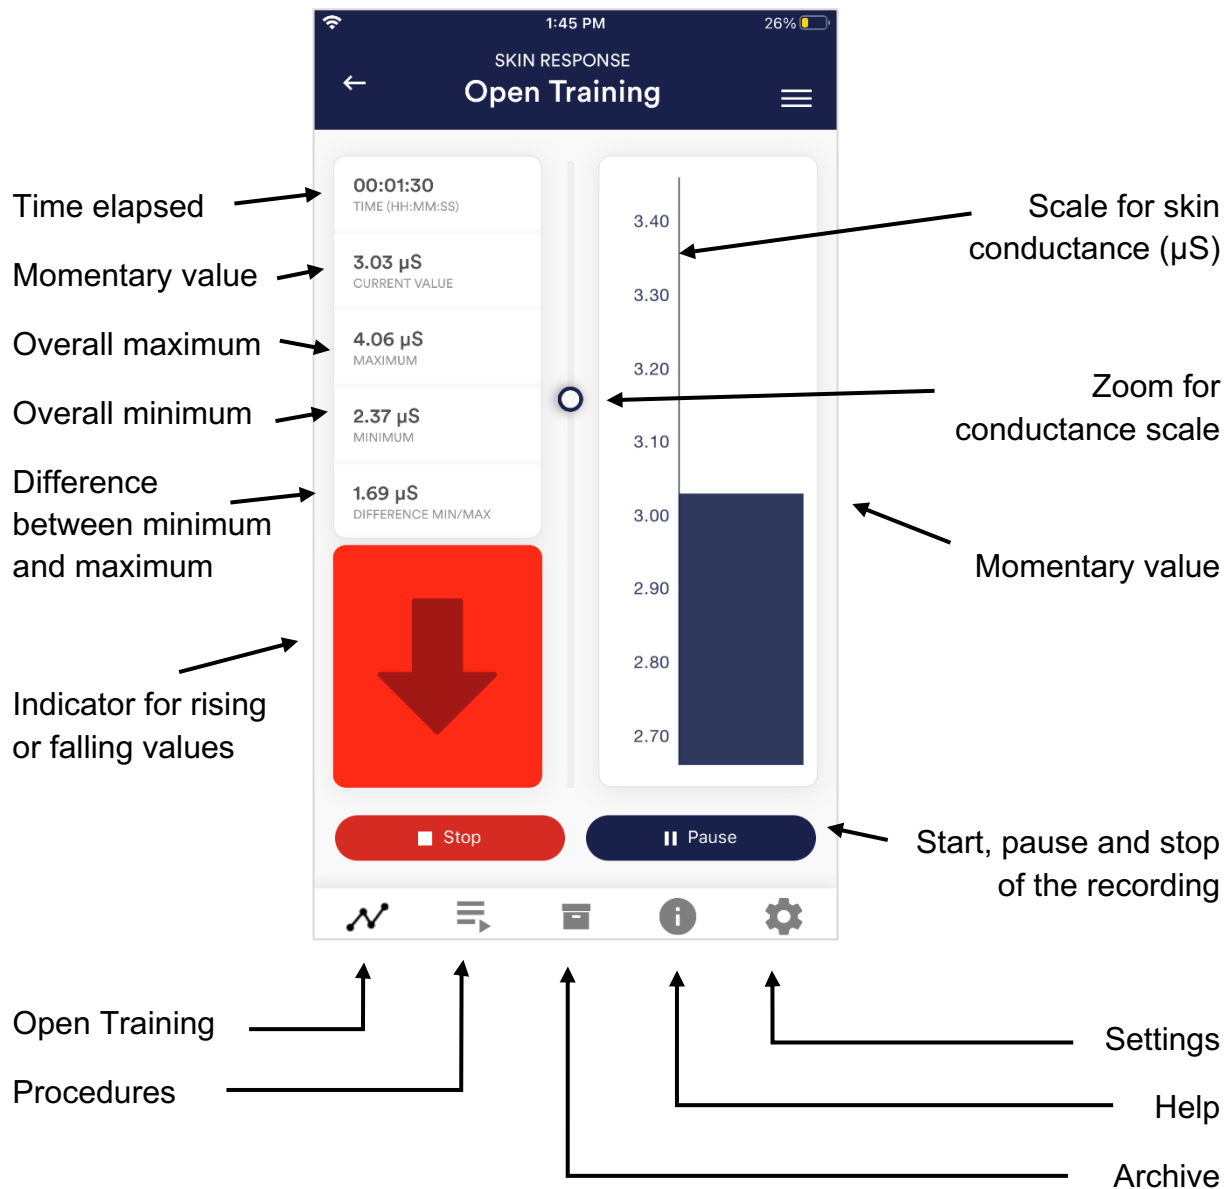 1:45 PM
26%
SKIN RESPONSE
Open Training
Time elapsed
Momentary value
Overall maximum
Overall minimum
Difference
between minimum
and maximum
Indicator for rising
or falling values
00:01:30
TIME (HH:MM:SS)
3.03 µS
CURRENT VALUE
4.06 µS
MAXIMUM
2.37 µS
MINIMUM
1.69 µS
DIFFERENCE MIN/MAX
3.40
3.30
3.20
3.10
3.00
2.90
2.80
2.70
Scale for skin
conductance (µS)
Zoom for
conductance scale
Momentary value
Stop
Pause
Start, pause and stop
of the recording
Open Training
Procedures
Settings
Help
Archive